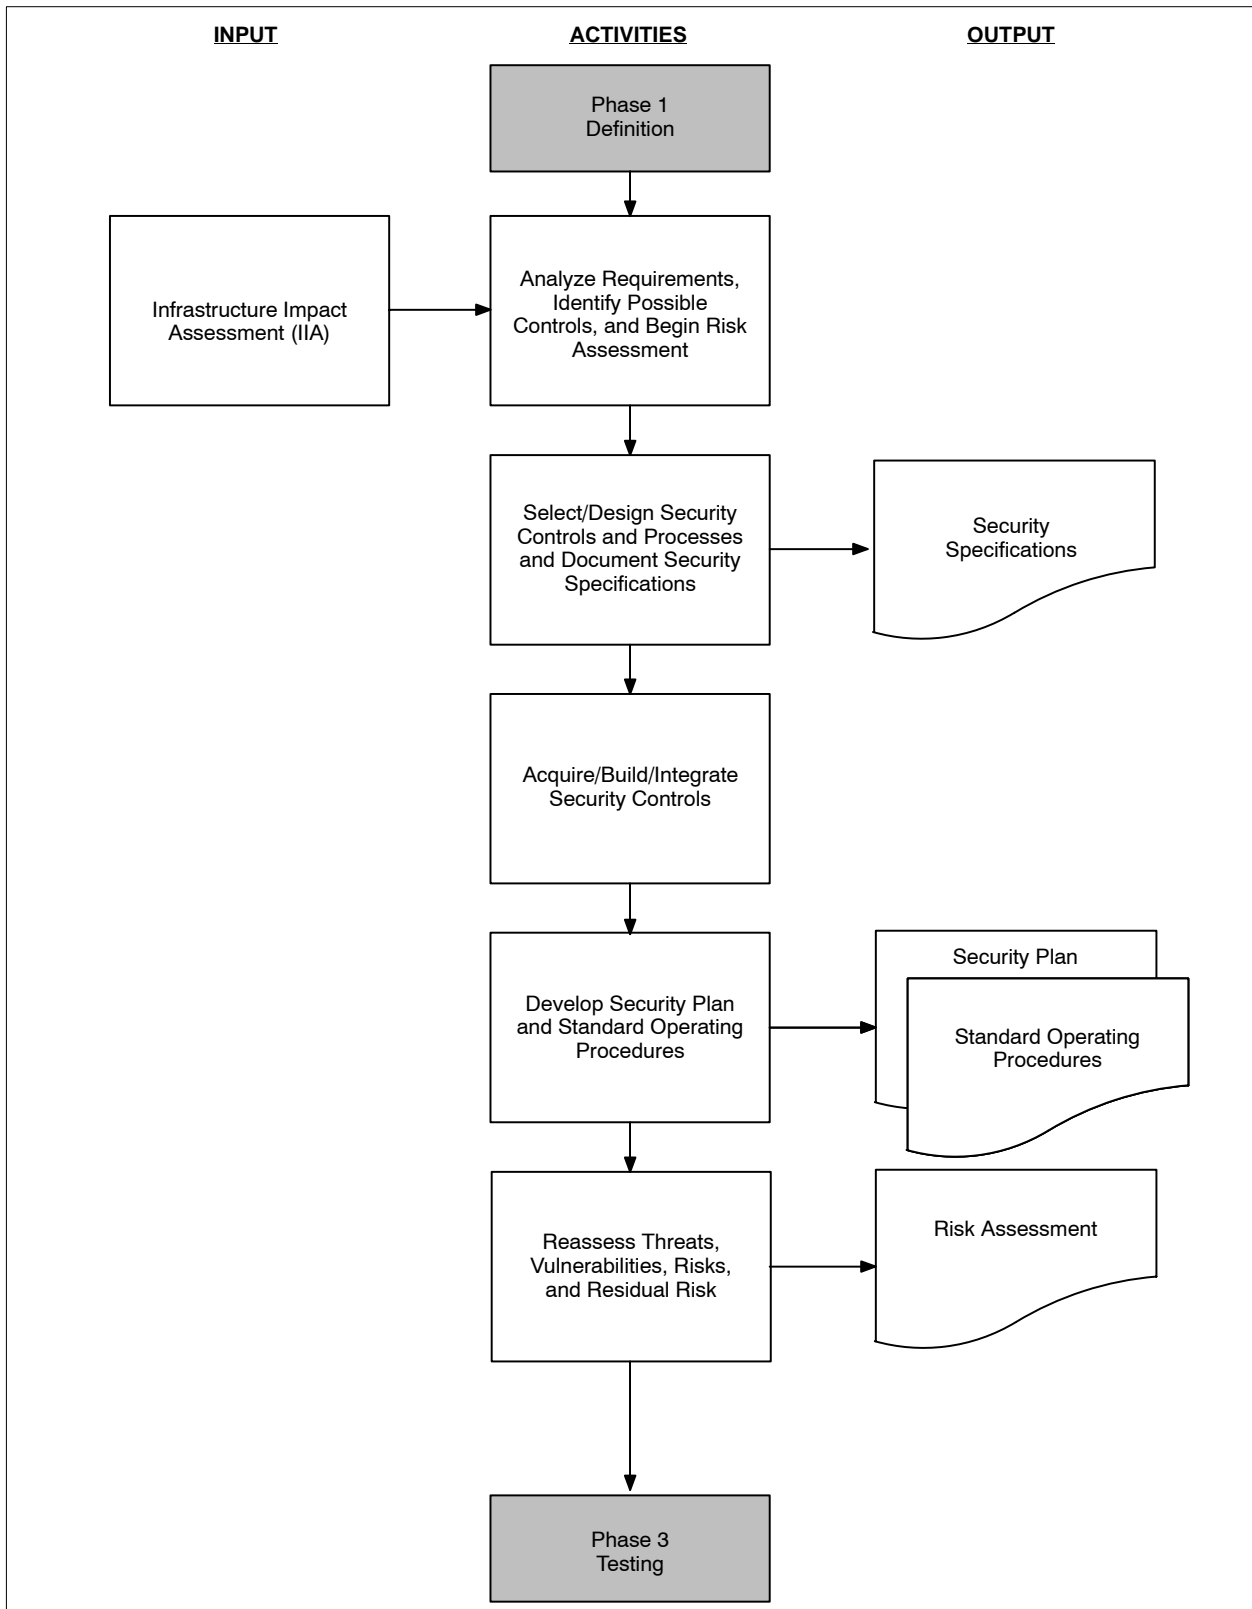 INPUT
ACTIVITIES
OUTPUT
Phase 1
Definition
Infrastructure Impact
Assessment (IIA)
Analyze Requirements,
Identify Possible
Controls, and Begin Risk
Assessment
Select/Design Security
Controls and Processes
and Document Security
Specifications
Security
Specifications
Acquire/Build/Integrate
Security Controls
Develop Security Plan
and Standard Operating
Procedures
Security Plan
Standard Operating
Procedures
Reassess Threats,
Vulnerabilities, Risks,
and Residual Risk
Risk Assessment
Phase 3
Testing